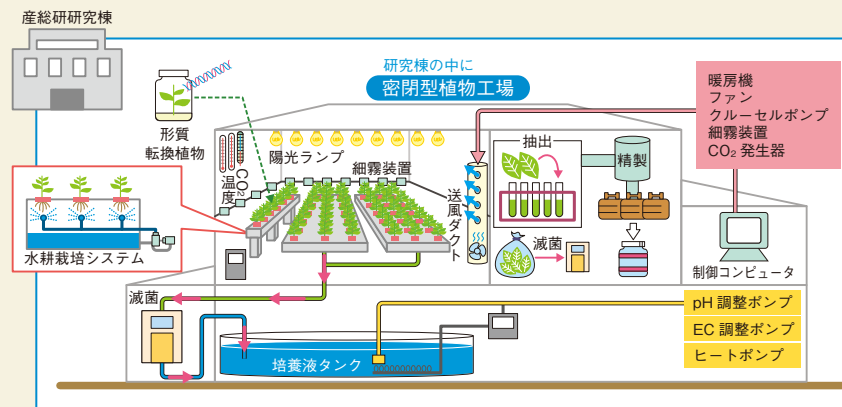 産総研研究棟
研究棟の中に
密閉型植物工場
暖房機
ファン
クルーセルポンプ
細霧装置
CO₂ 発生器
形質
転換植物
陽光ランプ
CO₂
温度
細霧装置
送風ダクト
抽出
精製
滅菌
制御コンピュータ
水耕栽培システム
滅菌
培養液タンク
pH 調整ポンプ
EC 調整ポンプ
ヒートポンプ